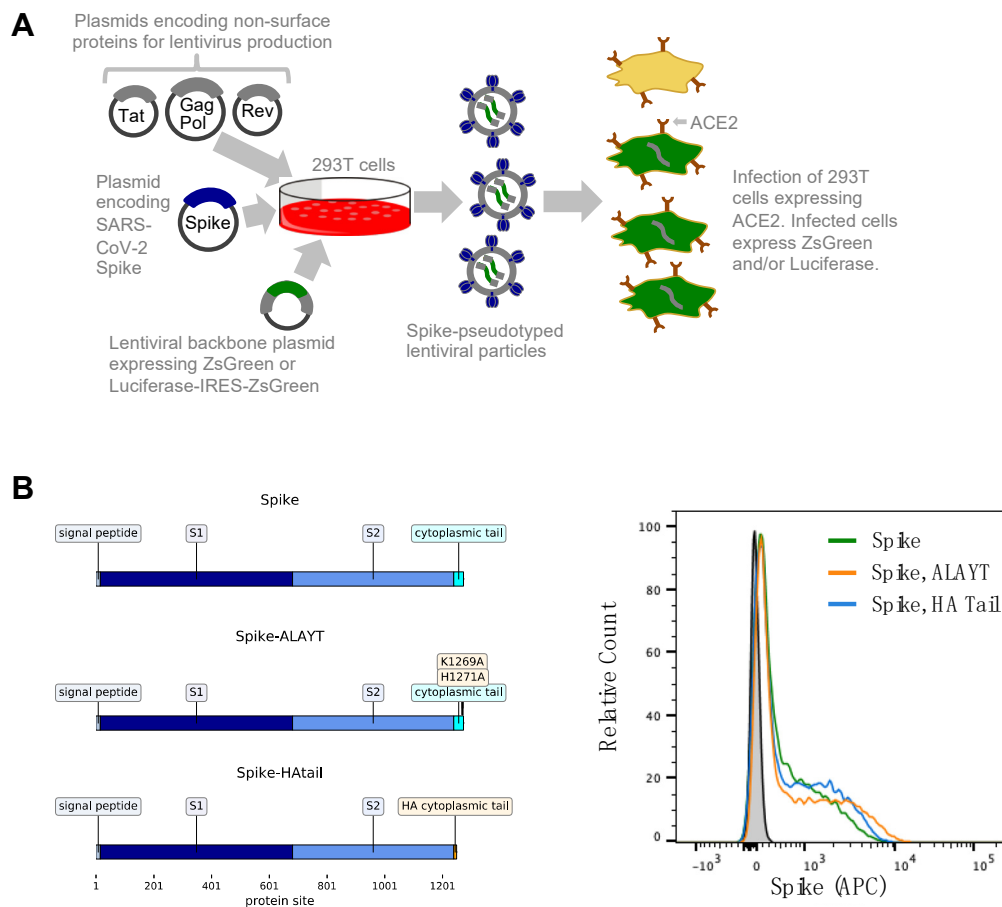 A
Plasmids encoding non-surface
proteins for lentivirus production
Tat
Gag
Pol
Rev
Plasmid
encoding
SARS-
CoV-2
Spike
Spike
293T cells
Lentiviral backbone plasmid
expressing ZsGreen or
Luciferase-IRES-ZsGreen
Spike-pseudotyped
lentiviral particles
ACE2
Infection of 293T
cells expressing
ACE2. Infected cells
express ZsGreen
and/or Luciferase.
B
Spike
signal peptide S1 S2 cytoplasmic tail
Spike-ALAYT
K1269A
H1271A
signal peptide S1 S2 cytoplasmic tail
Spike-HAtail
signal peptide S1 S2 HA cytoplasmic tail
1 201 401 601 801 1001 1201
protein site
Relative Count
100
80
60
40
20
0
Spike
Spike, ALAYT
Spike, HA Tail
-10³ 0 10³ 10⁴ 10⁵
Spike (APC)